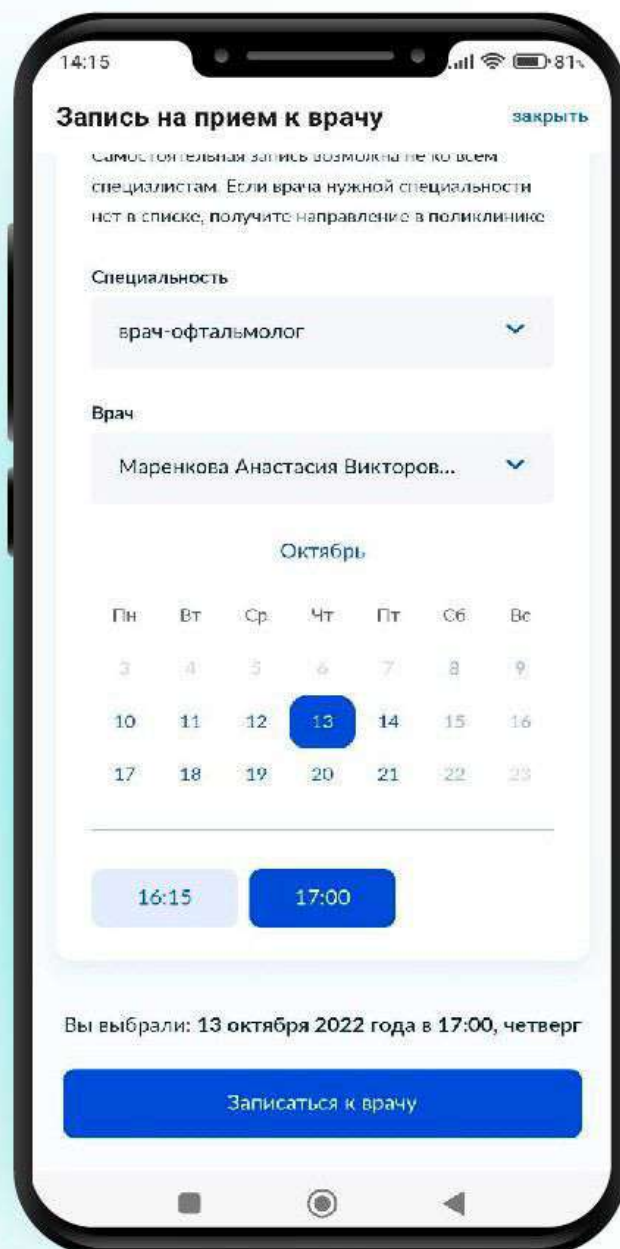 14:15
81%
Запись на прием к врачу
закрыть
Самостоятельная запись возможна не ко всем
специалистам. Если врача нужной специальности
нет в списке, получите направление в поликлинике
Специальность
врач-офтальмолог
Врач
Маренкова Анастасия Викторов...
Октябрь
Пн Вт Ср Чт Пт Сб Вс
3 4 5 6 7 8 9
10 11 12 13 14 15 16
17 18 19 20 21 22 23
16:15 17:00
Вы выбрали: 13 октября 2022 года в 17:00, четверг
Записаться к врачу